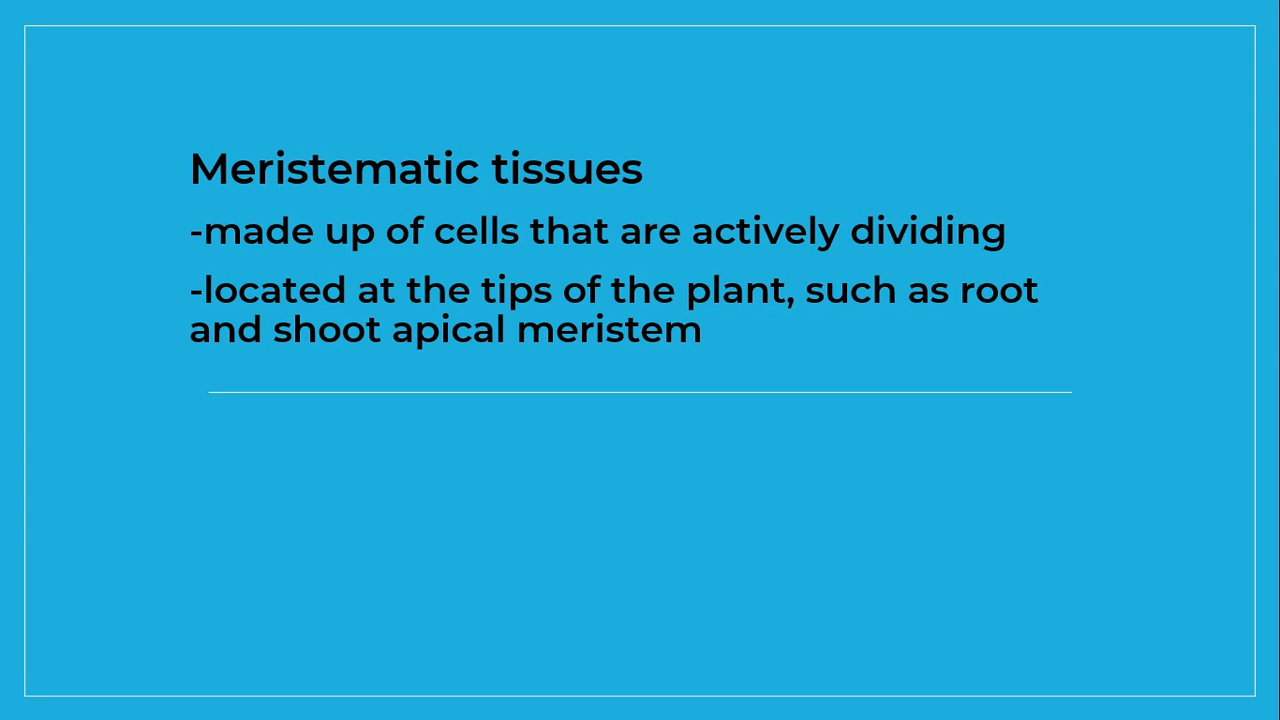 Meristematic tissues
-made up of cells that are actively dividing
-located at the tips of the plant, such as root
and shoot apical meristem